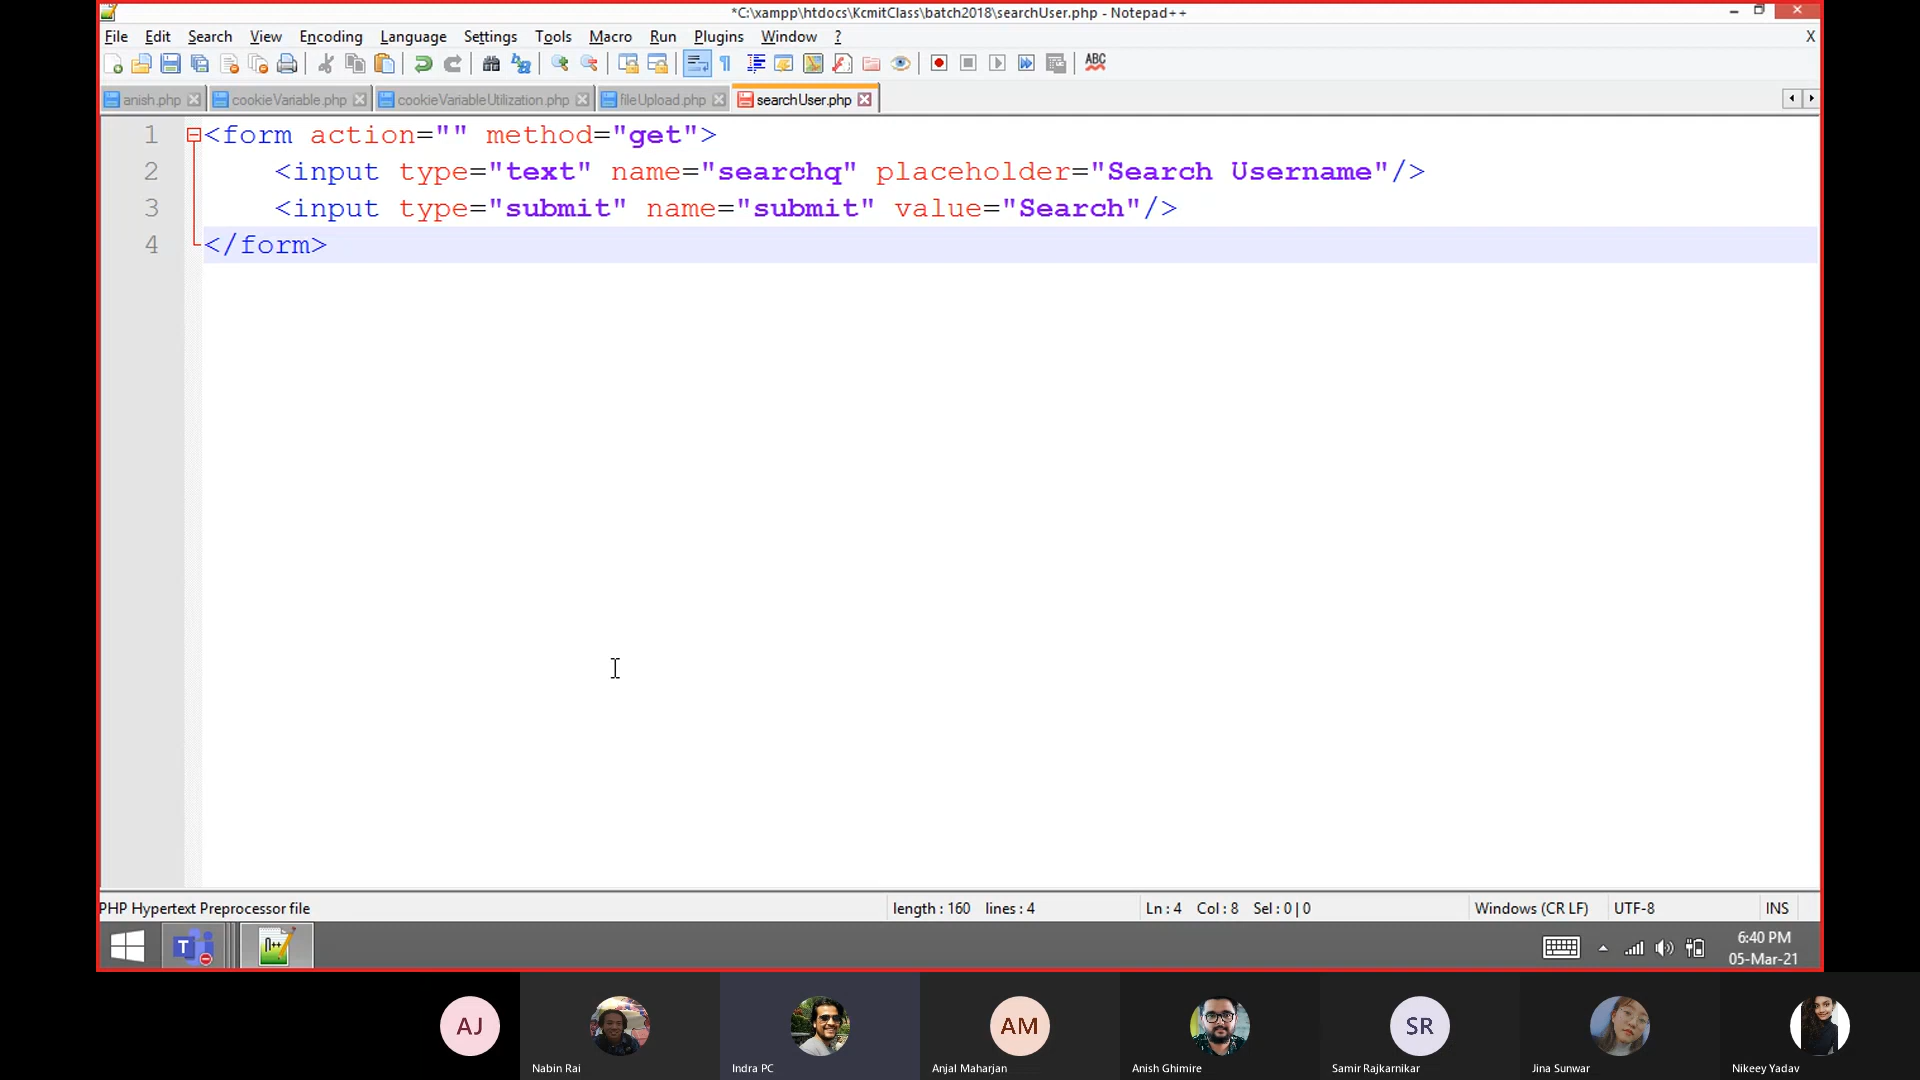 *C:\xampp\htdocs\KcmitClass\batch2018\searchUser.php - Notepad++
File Edit Search View Encoding Language Settings Tools Macro Run Plugins Window ? X
ABC
anish.php cookieVariable.php cookieVariableUtilization.php fileUpload.php searchUser.php
1 <form action="" method="get">
2 <input type="text" name="searchq" placeholder="Search Username"/>
3 <input type="submit" name="submit" value="Search"/>
4 </form>
PHP Hypertext Preprocessor file length : 160 lines : 4 Ln : 4 Col : 8 Sel : 0 | 0 Windows (CR LF) UTF-8 INS
6:40 PM
05-Mar-21
AJ AM SR
Nabin Rai Indra PC Anjal Maharjan Anish Ghimire Samir Rajkarnikar Jina Sunwar Nikeey Yadav